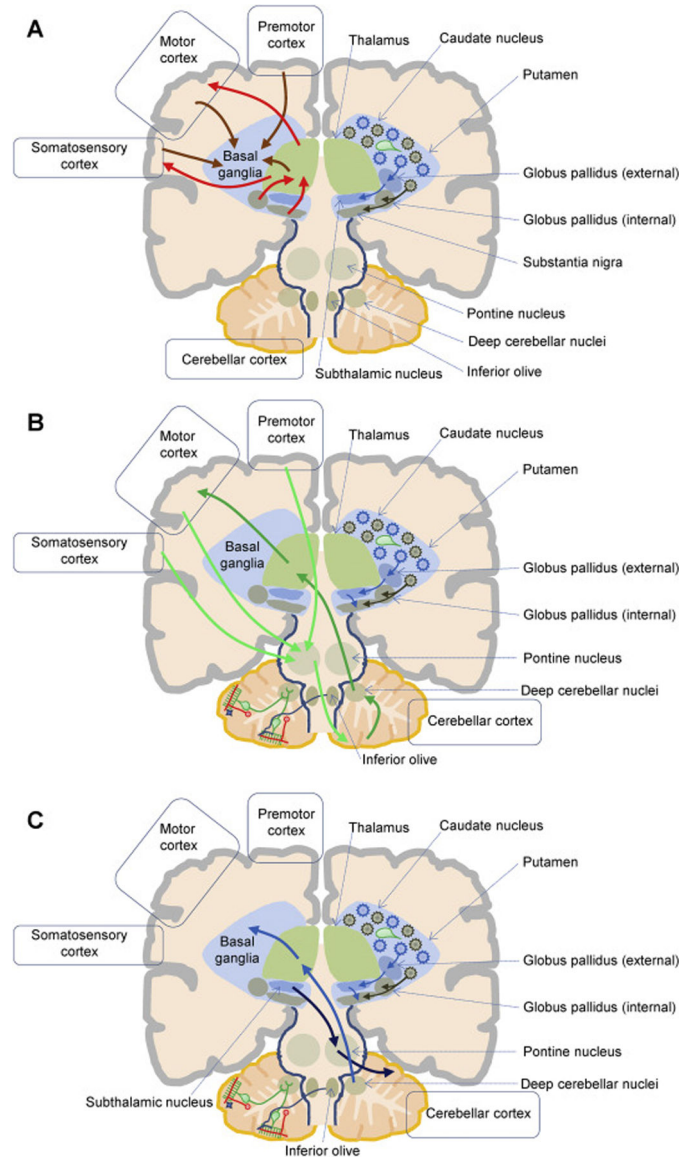 A
Motor
cortex
Premotor
cortex
Thalamus
Caudate nucleus
Putamen
Somatosensory
cortex
Basal
ganglia
Globus pallidus (external)
Globus pallidus (internal)
Substantia nigra
Pontine nucleus
Deep cerebellar nuclei
Cerebellar cortex
Subthalamic nucleus
Inferior olive
B
Motor
cortex
Premotor
cortex
Thalamus
Caudate nucleus
Putamen
Somatosensory
cortex
Basal
ganglia
Globus pallidus (external)
Globus pallidus (internal)
Pontine nucleus
Deep cerebellar nuclei
Cerebellar cortex
Inferior olive
C
Motor
cortex
Premotor
cortex
Thalamus
Caudate nucleus
Putamen
Somatosensory
cortex
Basal
ganglia
Globus pallidus (external)
Globus pallidus (internal)
Pontine nucleus
Deep cerebellar nuclei
Subthalamic nucleus
Cerebellar cortex
Inferior olive